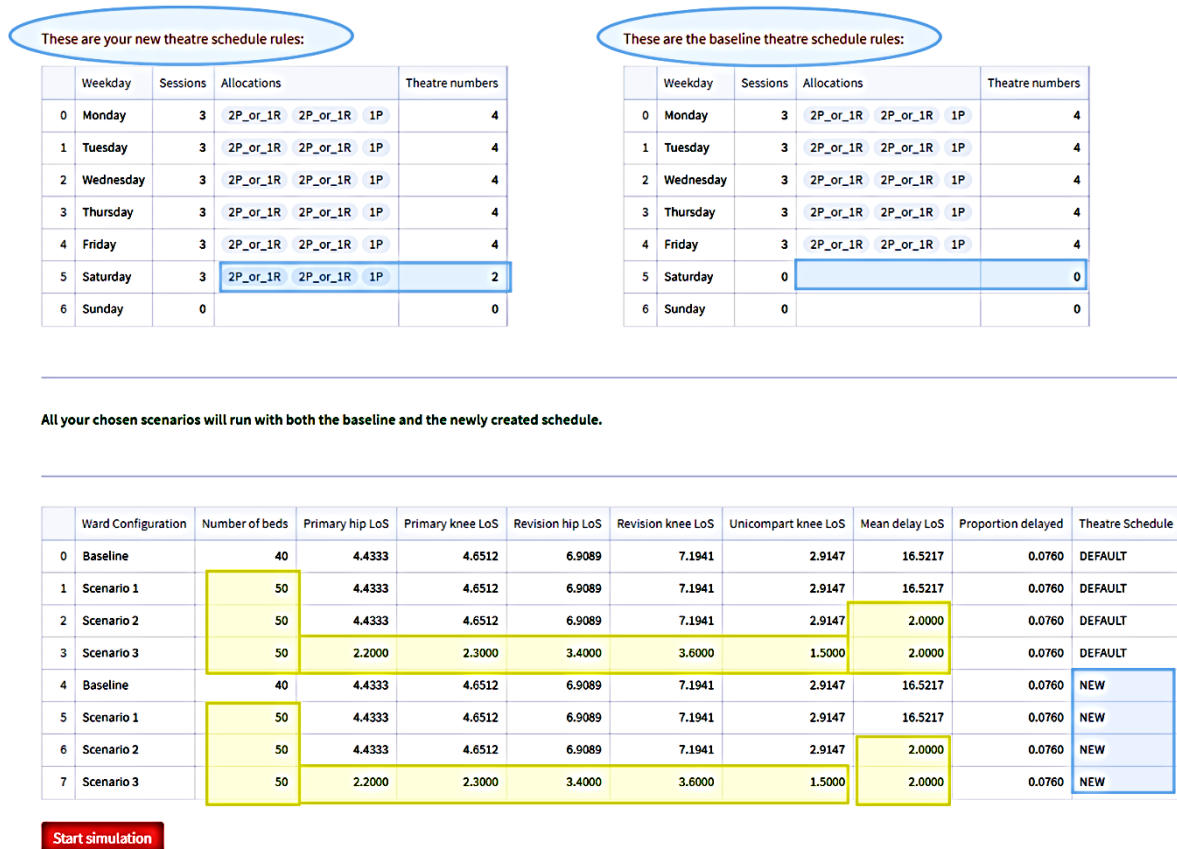 These are your new theatre schedule rules:
Weekday Sessions Allocations Theatre numbers
0 Monday 3 2P_or_1R 2P_or_1R 1P 4
1 Tuesday 3 2P_or_1R 2P_or_1R 1P 4
2 Wednesday 3 2P_or_1R 2P_or_1R 1P 4
3 Thursday 3 2P_or_1R 2P_or_1R 1P 4
4 Friday 3 2P_or_1R 2P_or_1R 1P 4
5 Saturday 3 2P_or_1R 2P_or_1R 1P 2
6 Sunday 0 0
These are the baseline theatre schedule rules:
Weekday Sessions Allocations Theatre numbers
0 Monday 3 2P_or_1R 2P_or_1R 1P 4
1 Tuesday 3 2P_or_1R 2P_or_1R 1P 4
2 Wednesday 3 2P_or_1R 2P_or_1R 1P 4
3 Thursday 3 2P_or_1R 2P_or_1R 1P 4
4 Friday 3 2P_or_1R 2P_or_1R 1P 4
5 Saturday 0 0
6 Sunday 0 0
All your chosen scenarios will run with both the baseline and the newly created schedule.
Ward Configuration Number of beds Primary hip LoS Primary knee LoS Revision hip LoS Revision knee LoS Unicompart knee LoS Mean delay LoS Proportion delayed Theatre Schedule
0 Baseline 40 4.4333 4.6512 6.9089 7.1941 2.9147 16.5217 0.0760 DEFAULT
1 Scenario 1 50 4.4333 4.6512 6.9089 7.1941 2.9147 16.5217 0.0760 DEFAULT
2 Scenario 2 50 4.4333 4.6512 6.9089 7.1941 2.9147 2.0000 0.0760 DEFAULT
3 Scenario 3 50 2.2000 2.3000 3.4000 3.6000 1.5000 2.0000 0.0760 DEFAULT
4 Baseline 40 4.4333 4.6512 6.9089 7.1941 2.9147 16.5217 0.0760 NEW
5 Scenario 1 50 4.4333 4.6512 6.9089 7.1941 2.9147 16.5217 0.0760 NEW
6 Scenario 2 50 4.4333 4.6512 6.9089 7.1941 2.9147 2.0000 0.0760 NEW
7 Scenario 3 50 2.2000 2.3000 3.4000 3.6000 1.5000 2.0000 0.0760 NEW
Start simulation